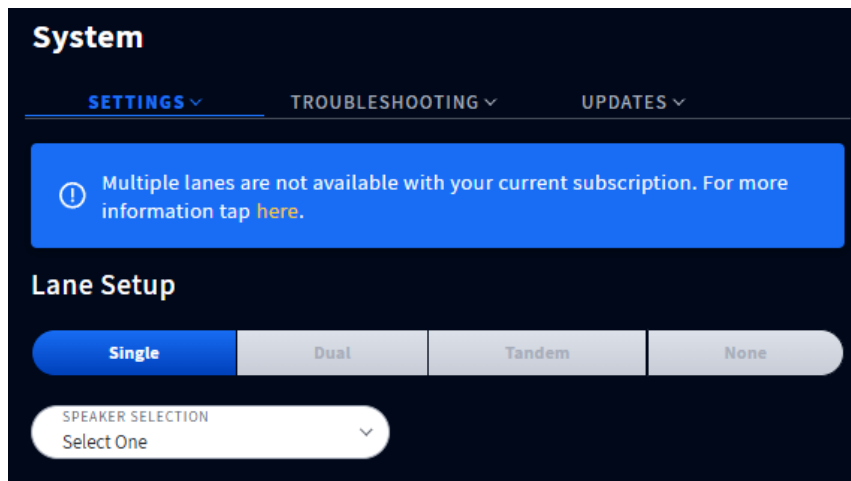 System
SETTINGS TROUBLESHOOTING UPDATES
Multiple lanes are not available with your current subscription. For more
information tap here.
Lane Setup
Single Dual Tandem None
SPEAKER SELECTION
Select One